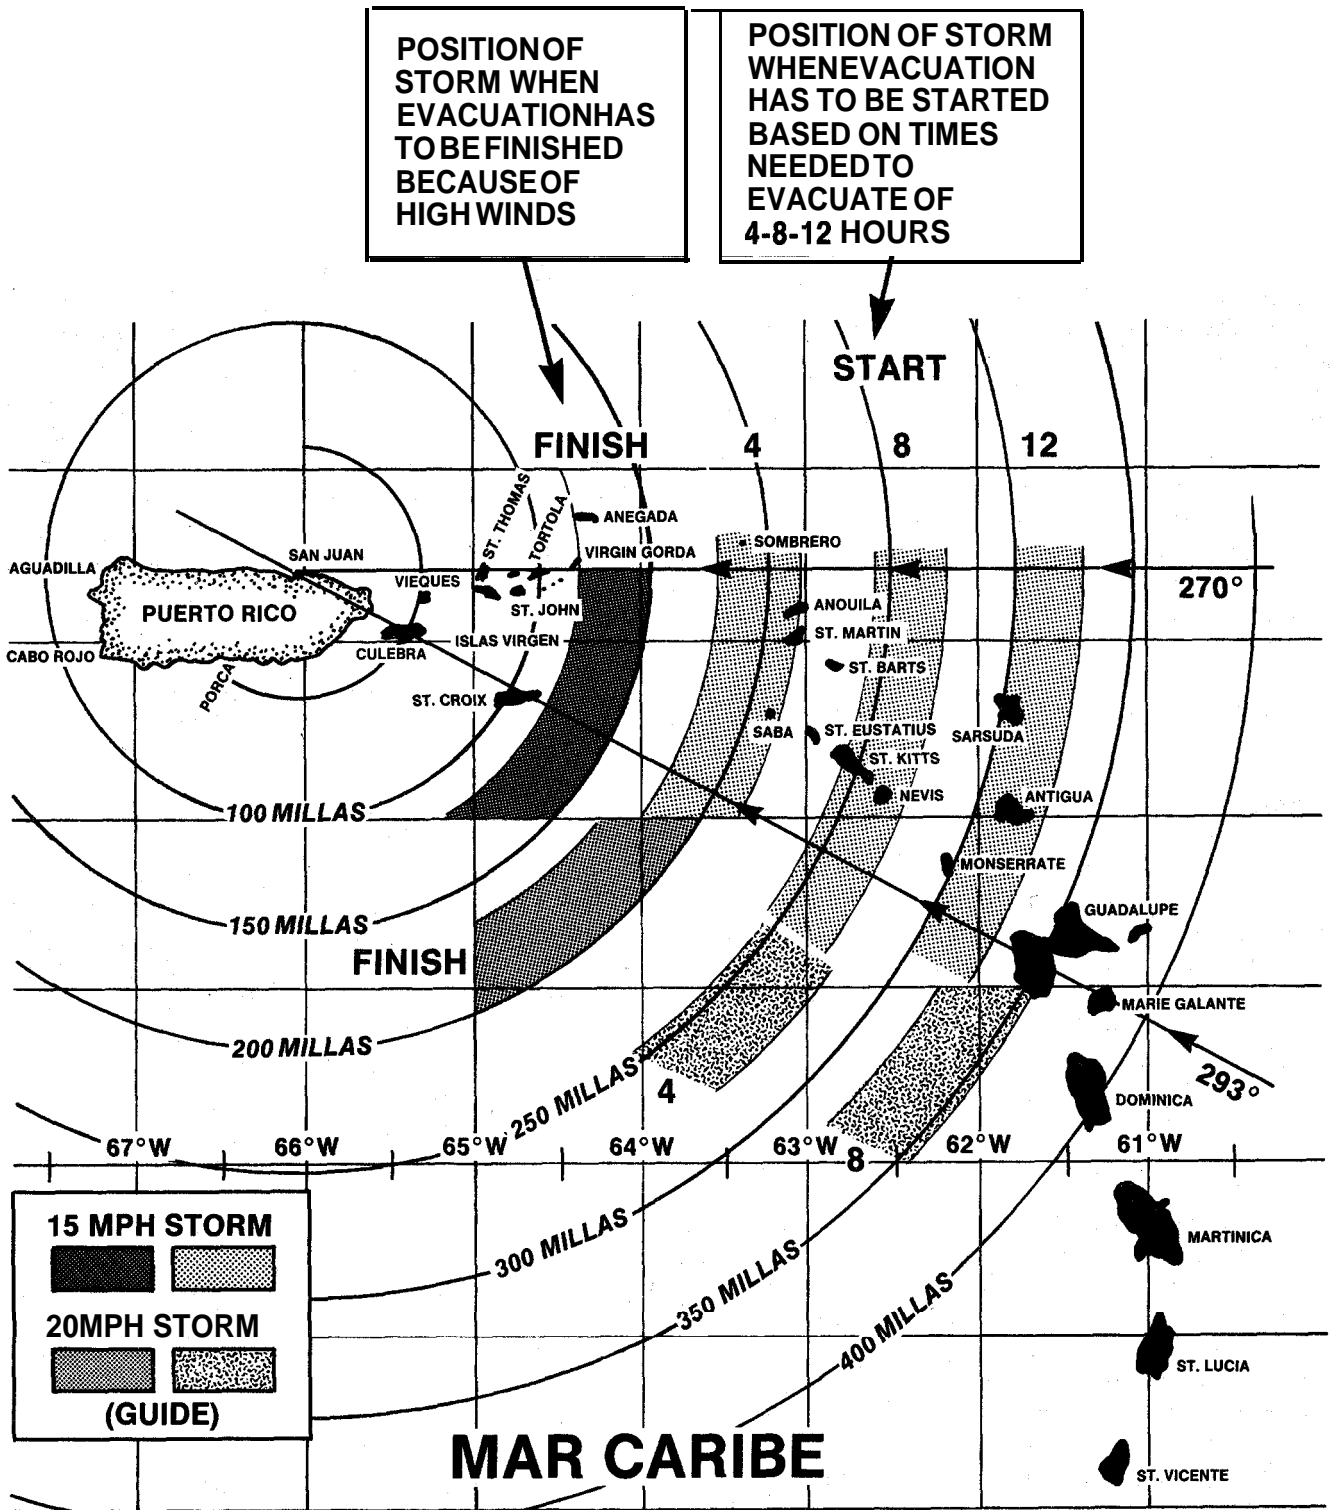 POSITION OF
STORM WHEN
EVACUATION HAS
TO BE FINISHED
BECAUSE OF
HIGH WINDS
POSITION OF STORM
WHEN EVACUATION
HAS TO BE STARTED
BASED ON TIMES
NEEDED TO
EVACUATE OF
4-8-12 HOURS
START
FINISH
4
8
12
ST. THOMAS
TORTOLA
ANEGADA
SOMBRERO
VIRGIN GORDA
SAN JUAN
AGUADILLA
VIEQUES
270°
PUERTO RICO
ST. JOHN
ANOUILA
ISLAS VIRGEN
ST. MARTIN
CABO ROJO
CULEBRA
ST. BARTS
PORCA
ST. CROIX
SABA
ST. EUSTATIUS
SARSUDA
ST. KITTS
NEVIS
ANTIGUA
100 MILLAS
MONSERRATE
GUADALUPE
150 MILLAS
FINISH
MARIE GALANTE
200 MILLAS
293°
4
250 MILLAS
DOMINICA
67°W
66°W
65°W
64°W
63°W
62°W
61°W
8
15 MPH STORM
20MPH STORM
(GUIDE)
300 MILLAS
350 MILLAS
400 MILLAS
MARTINICA
ST. LUCIA
MAR CARIBE
ST. VICENTE